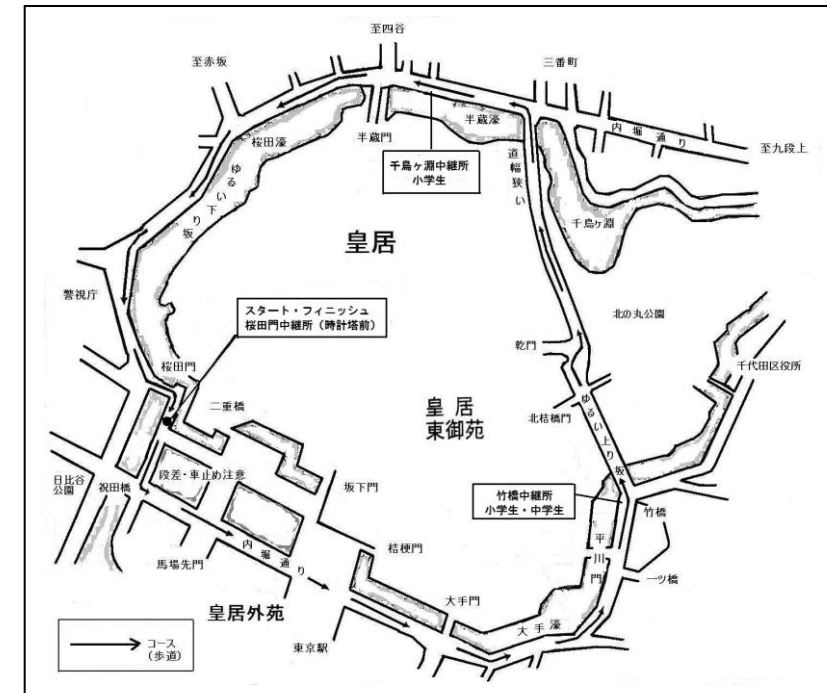 至四谷
至赤坂
三番町
内堀通り
至九段上
桜田濠
半蔵門
半蔵濠
千鳥ヶ淵中継所
小学生
道幅狭い
千鳥ヶ淵
ゆるい下り坂
皇居
警視庁
スタート・フィニッシュ
桜田門中継所(時計塔前)
北の丸公園
乾門
千代田区役所
桜田門
二重橋
皇居
東御苑
北桔橋門
ゆるい上り坂
日比谷
公園
祝田橋
段差・車止め注意
坂下門
竹橋中継所
小学生・中学生
竹橋
馬場先門
内堀通り
桔梗門
平川門
一ツ橋
皇居外苑
大手門
大手濠
東京駅
コース
(歩道)